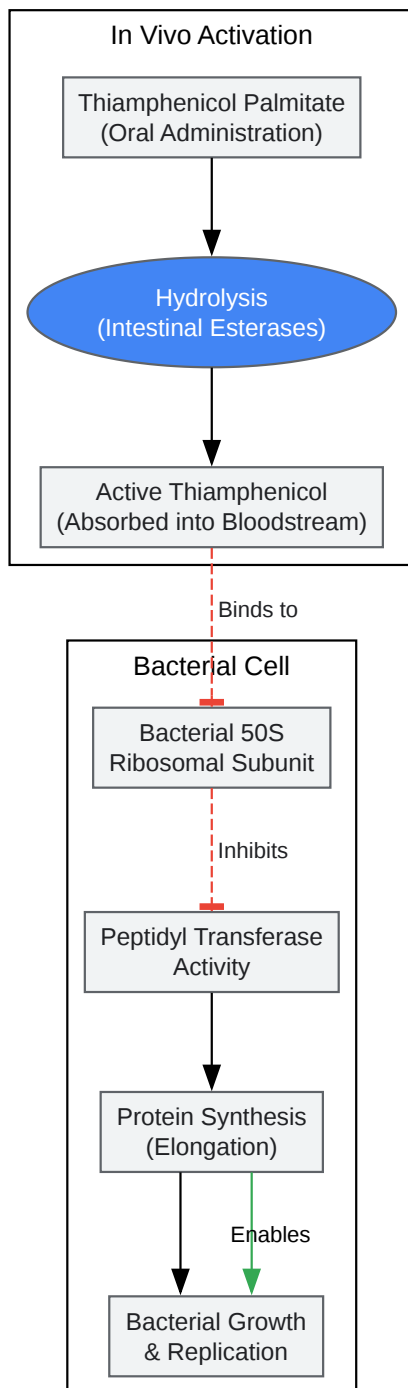 In Vivo Activation
Thiamphenicol Palmitate
(Oral Administration)
Hydrolysis
(Intestinal Esterases)
Active Thiamphenicol
(Absorbed into Bloodstream)
Binds to
Bacterial Cell
Bacterial 50S
Ribosomal Subunit
Inhibits
Peptidyl Transferase
Activity
Protein Synthesis
(Elongation)
Enables
Bacterial Growth
& Replication